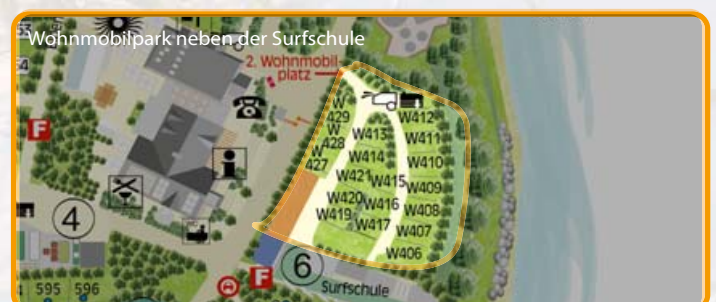 Wohnmobilpark neben der Surfschule
2. Wohnmobil-
platz
W
429
W
428
W
427
W412
W413
W411
W414
W410
W421
W415
W409
W420
W416
W408
W419
W417
W407
W406
F
i
4
F
6
Surfschule
595
596